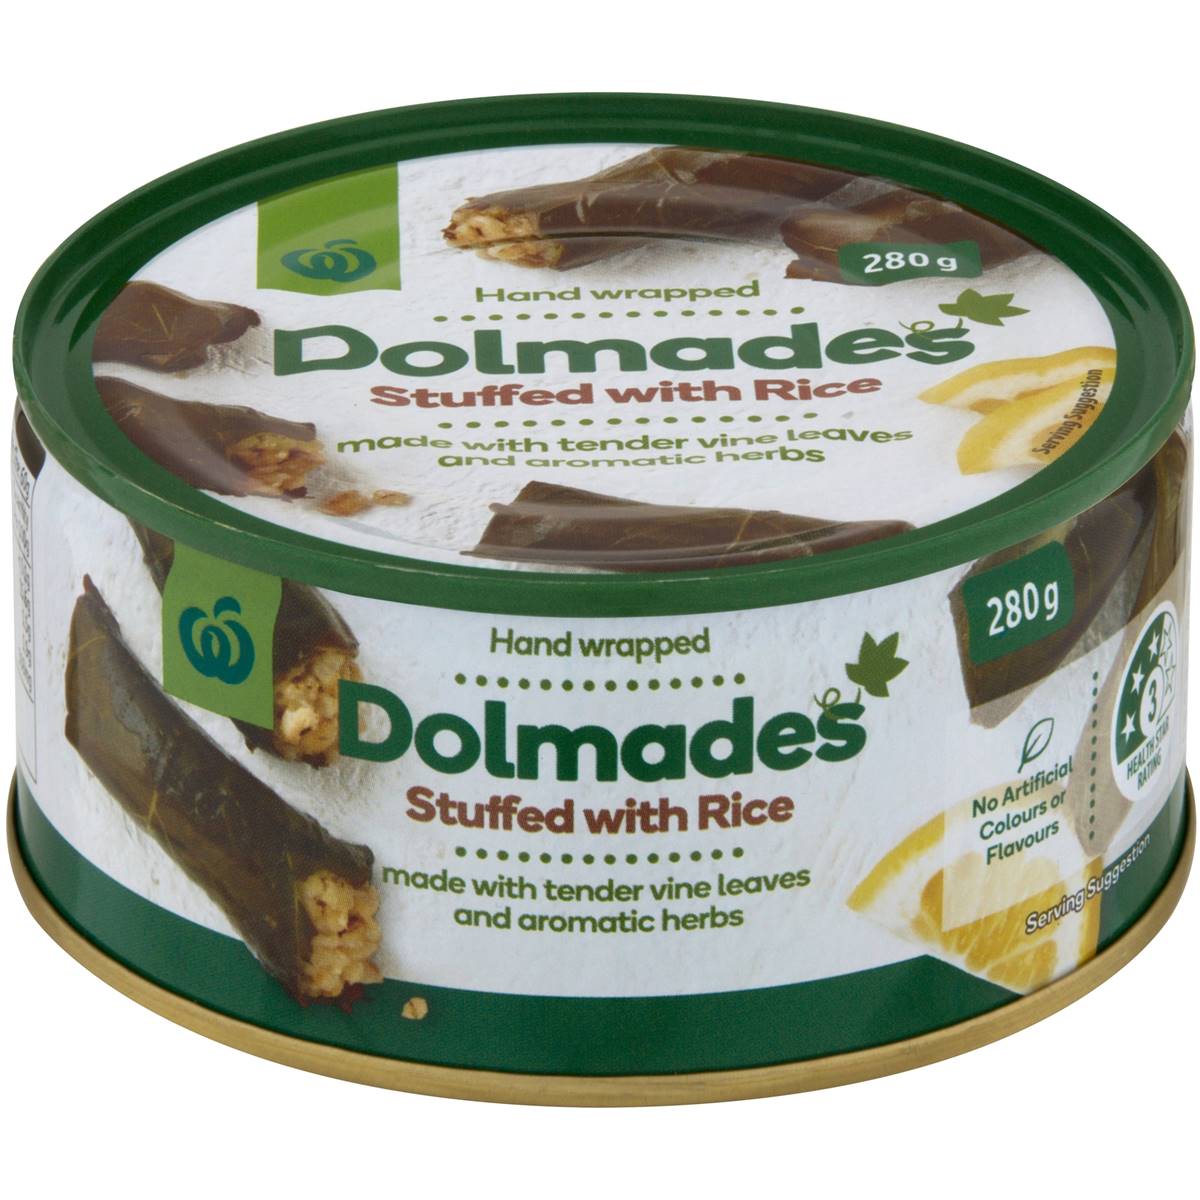 280 g
Hand wrapped
Dolmades
Stuffed with Rice
made with tender vine leaves
and aromatic herbs
Serving Suggestion
280 g
Hand wrapped
Dolmades
Stuffed with Rice
made with tender vine leaves
and aromatic herbs
No Artificial
Colours or
Flavours
3
HEALTH STAR
RATING
Serving Suggestion